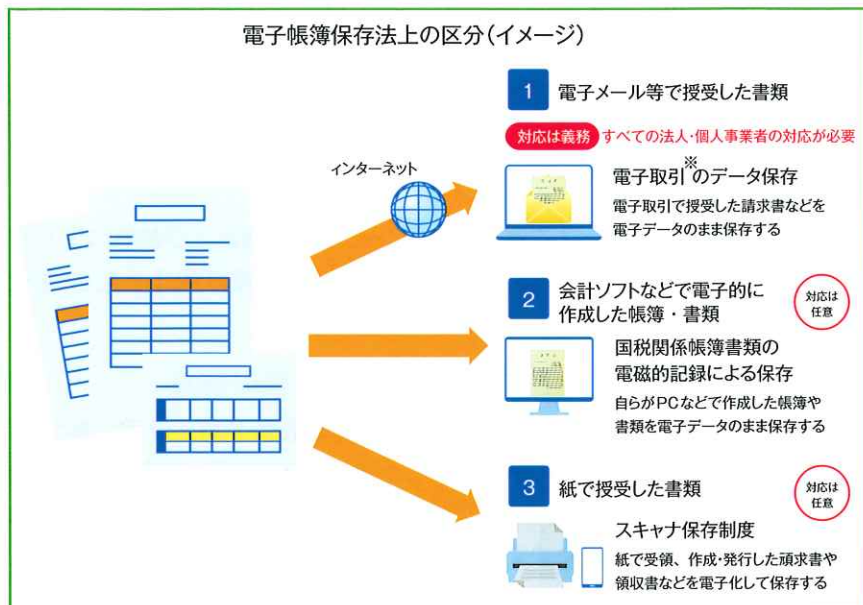 電子帳簿保存法上の区分(イメージ)
インターネット
1 電子メール等で授受した書類
対応は義務 すべての法人・個人事業者の対応が必要
電子取引※のデータ保存
電子取引で授受した請求書などを
電子データのまま保存する
2 会計ソフトなどで電子的に
作成した帳簿・書類
対応は
任意
国税関係帳簿書類の
電磁的記録による保存
自らがPCなどで作成した帳簿や
書類を電子データのまま保存する
3 紙で授受した書類
対応は
任意
スキャナ保存制度
紙で受領、作成・発行した頑求書や
領収書などを電子化して保存する